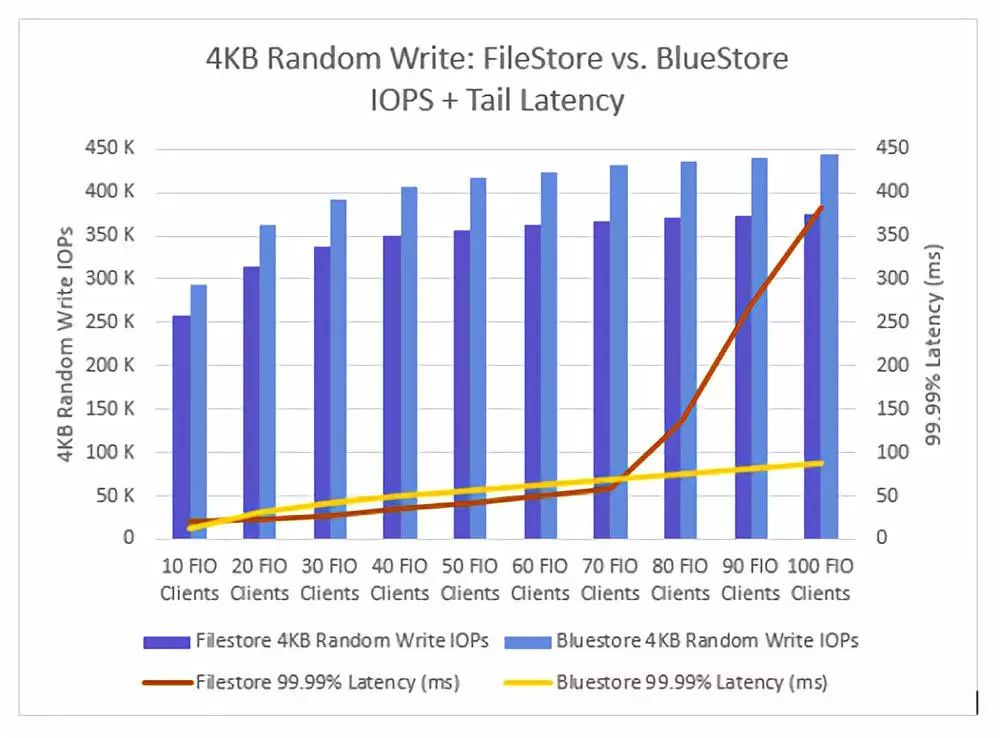 4KB Random Write: FileStore vs. BlueStore
IOPS + Tail Latency
4KB Random Write IOPs
450 K
400 K
350 K
300 K
250 K
200 K
150 K
100 K
50 K
0
450
400
350
300
250
200
150
100
50
0
99.99% Latency (ms)
10 FIO 20 FIO 30 FIO 40 FIO 50 FIO 60 FIO 70 FIO 80 FIO 90 FIO 100 FIO
Clients Clients Clients Clients Clients Clients Clients Clients Clients Clients
Filestore 4KB Random Write IOPs
Bluestore 4KB Random Write IOPs
Filestore 99.99% Latency (ms)
Bluestore 99.99% Latency (ms)